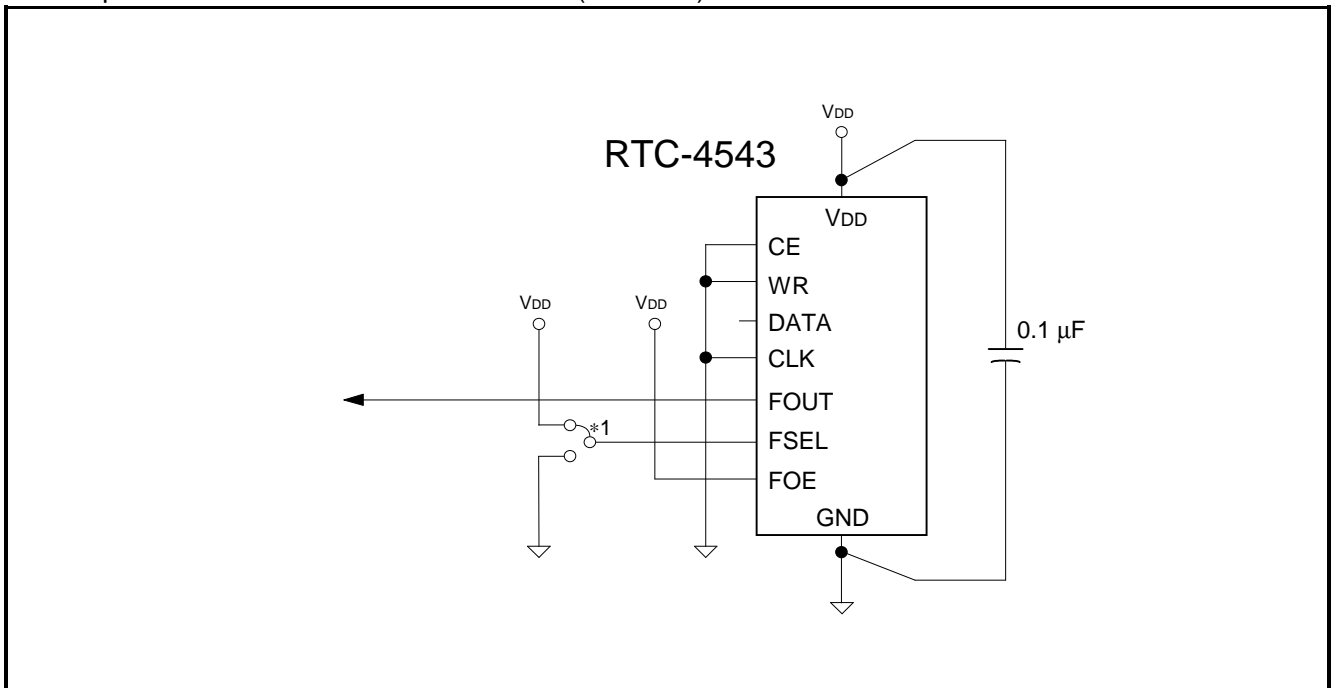 VDD
RTC-4543
VDD
CE
WR
VDD
VDD
DATA
0.1 µF
CLK
FOUT
*1
FSEL
FOE
GND